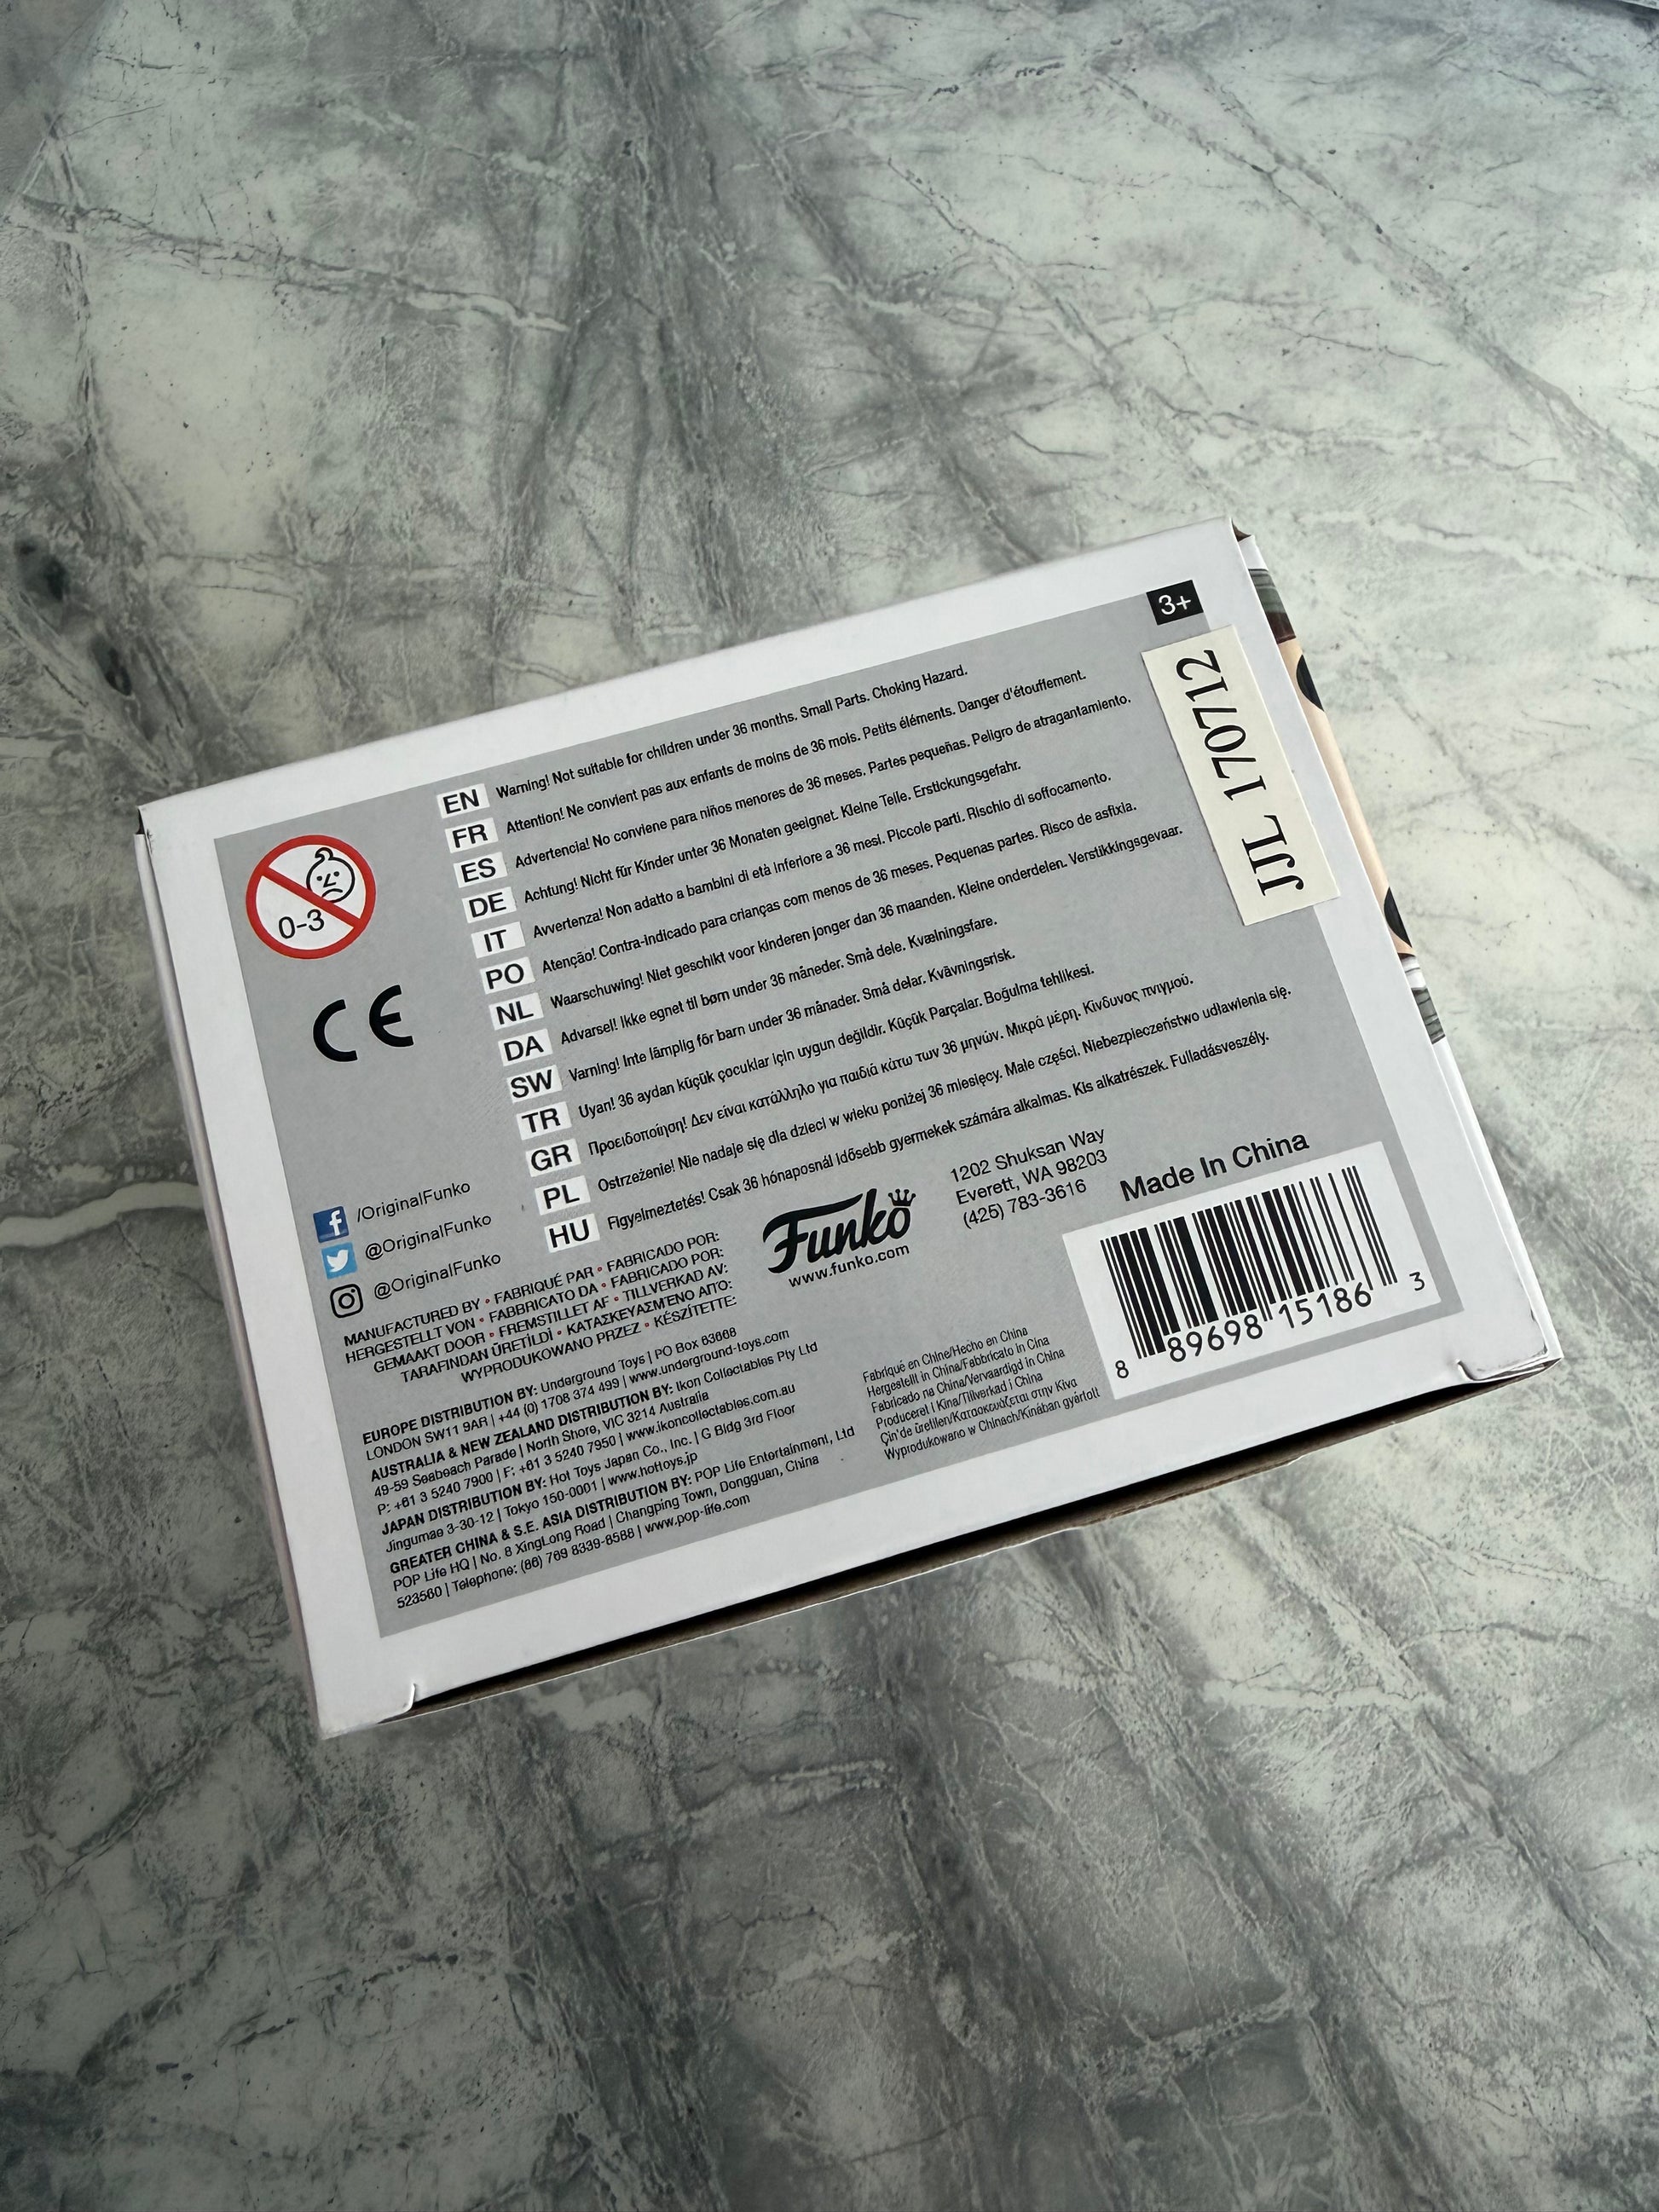 3+
JJL 170712
0-3
CE
EN Warning! Not suitable for children under 36 months. Small Parts. Choking Hazard.
FR Attention! Ne convient pas aux enfants de moins de 36 mois. Petits éléments. Danger d'étouffement.
ES Advertencia! No conviene para niños menores de 36 meses. Partes pequeñas. Peligro de atragantamiento.
DE Achtung! Nicht für Kinder unter 36 Monaten geeignet. Kleine Teile. Erstickungsgefahr.
IT Avvertenza! Non adatto a bambini di età inferiore a 36 mesi. Piccole parti. Rischio di soffocamento.
PO Atenção! Contra-indicado para crianças com menos de 36 meses. Pequenas partes. Risco de asfixia.
NL Waarschuwing! Niet geschikt voor kinderen jonger dan 36 maanden. Kleine onderdelen. Verstikkingsgevaar.
DA Advarsel! Ikke egnet til børn under 36 måneder. Små dele. Kvælningsfare.
SW Varning! Inte lämplig för barn under 36 månader. Små delar. Kvävningsrisk.
TR Uyan! 36 aydan küçük çocuklar için uygun değildir. Küçük Parçalar. Boğulma tehlikesi.
GR Προειδοποίηση! Δεν είναι κατάλληλο για παιδιά κάτω των 36 μηνών. Μικρά μέρη. Κίνδυνος πνιγμού.
PL Ostrzeżenie! Nie nadaje się dla dzieci w wieku poniżej 36 miesięcy. Małe części. Niebezpieczeństwo udławienia się.
HU Figyelmeztetés! Csak 36 hónaposnál idősebb gyermekek számára alkalmas. Kis alkatrészek. Fulladásveszély.
/OriginalFunko
@OriginalFunko
@OriginalFunko
MANUFACTURED BY • FABRIQUÉ PAR • FABRICADO POR:
HERGESTELLT VON • FABBRICATO DA • FABRICADO POR:
GEMAAKT DOOR • FREMSTILLET AF • TILLVERKAD AV:
TARAFINDAN ÜRETİLDİ • ΚΑΤΑΣΚΕΥΑΣΜΈΝΟ ΑΠΌ:
WYPRODUKOWANO PRZEZ • KÉSZÍTETTE:
Funko
www.funko.com
1202 Shuksan Way
Everett, WA 98203
(425) 783-3616
Made In China
8 89698 15186 3
EUROPE DISTRIBUTION BY: Underground Toys | PO Box 63668
LONDON SW11 9AR | +44 (0) 1708 374 499 | www.underground-toys.com
AUSTRALIA & NEW ZEALAND DISTRIBUTION BY: Ikon Collectables Pty Ltd
49-59 Seabeach Parade | North Shore, VIC 3214 Australia
P: +61 3 5240 7900 | F: +61 3 5240 7950 | www.ikoncollectables.com.au
JAPAN DISTRIBUTION BY: Hot Toys Japan Co., Inc. | G Bldg 3rd Floor
Jingumae 3-30-12 | Tokyo 150-0001 | www.hottoys.jp
GREATER CHINA & S.E. ASIA DISTRIBUTION BY: POP Life Entertainment, Ltd
POP Life HQ | No. 8 XingLong Road | Changping Town, Dongguan, China
523560 | Telephone: (86) 769 8339-8588 | www.pop-life.com
Fabriqué en Chine/Hecho en China
Hergestellt in China/Fabbricato in Cina
Fabricado na China/Vervaardigd in China
Produceret i Kina/Tillverkad i China
Çin'de üretilen/Κατασκευάζεται στην Κίνα
Wyprodukowano w Chinach/Kinában gyártott